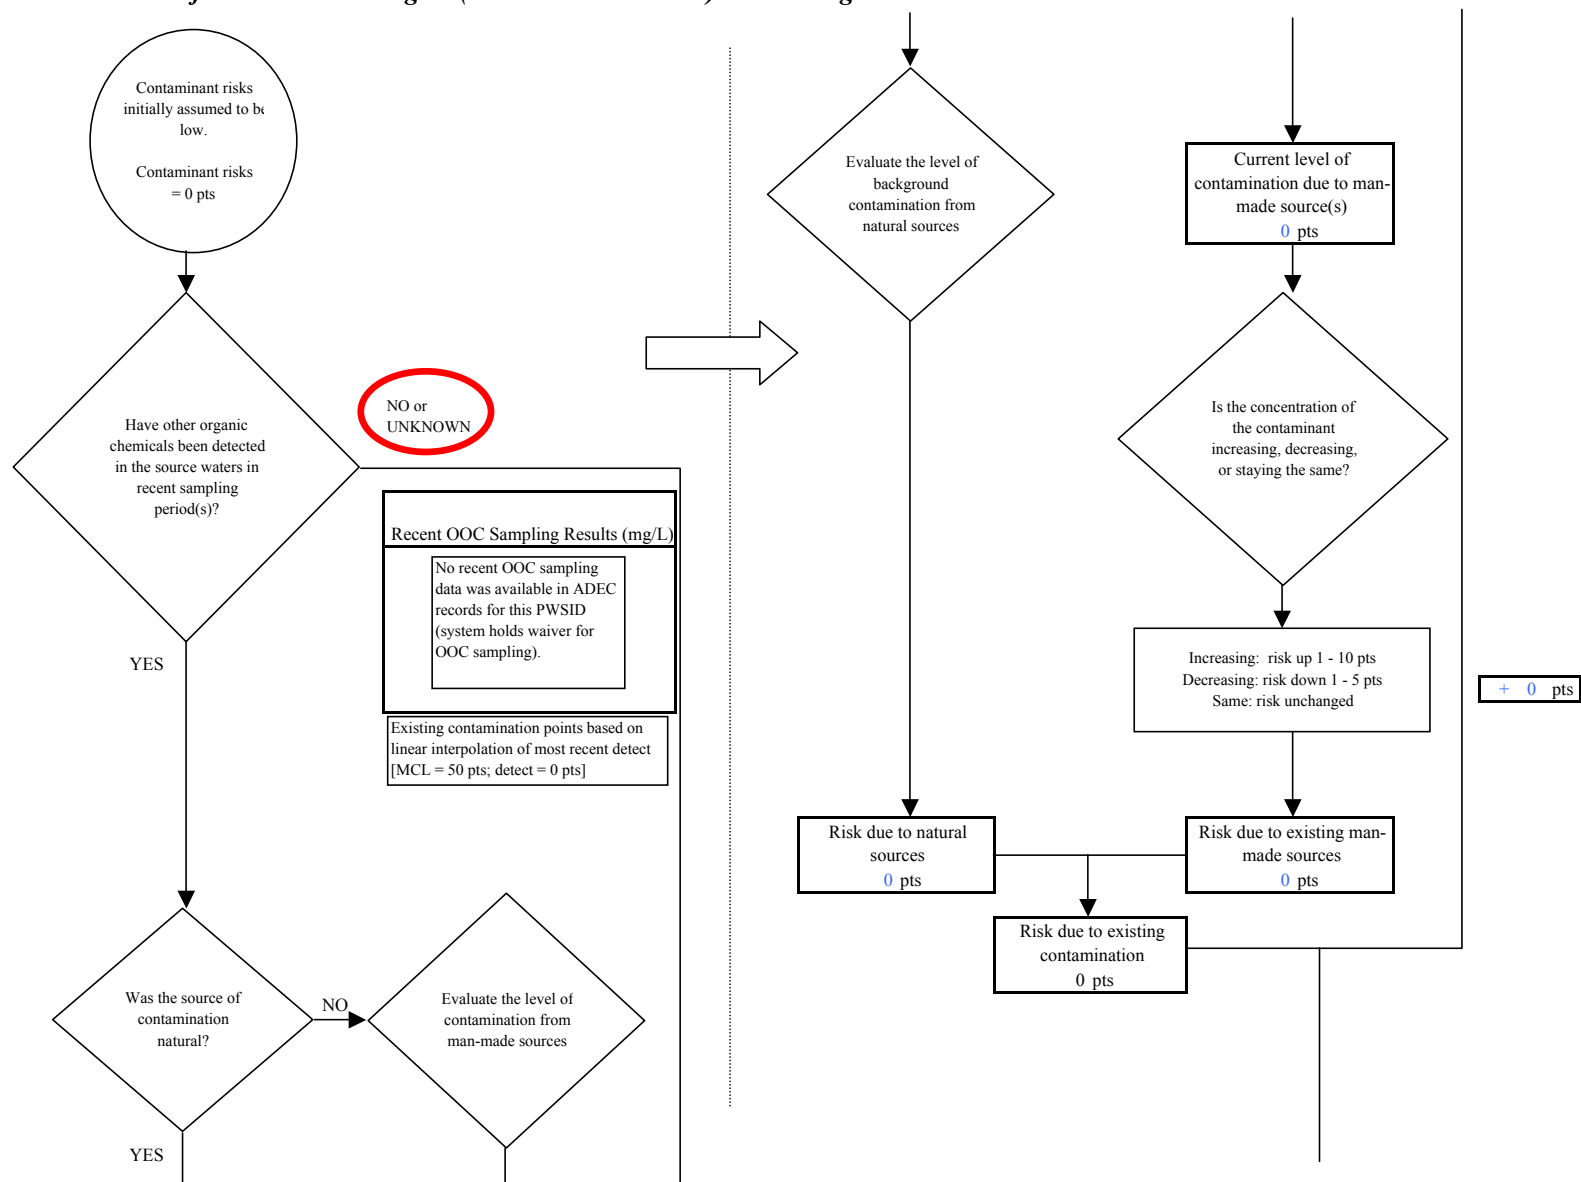 Contaminant risks
initially assumed to be
low.
Contaminant risks
= 0 pts
Have other organic
chemicals been detected
in the source waters in
recent sampling
period(s)?
NO or
UNKNOWN
Recent OOC Sampling Results (mg/L)
No recent OOC sampling
data was available in ADEC
records for this PWSID
(system holds waiver for
OOC sampling).
Existing contamination points based on
linear interpolation of most recent detect
[MCL = 50 pts; detect = 0 pts]
YES
Was the source of
contamination
natural?
NO
Evaluate the level of
contamination from
man-made sources
YES
Evaluate the level of
background
contamination from
natural sources
Current level of
contamination due to man-
made source(s)
0 pts
Is the concentration of
the contaminant
increasing, decreasing,
or staying the same?
Increasing: risk up 1 - 10 pts
Decreasing: risk down 1 - 5 pts
Same: risk unchanged
+ 0 pts
Risk due to natural
sources
0 pts
Risk due to existing man-
made sources
0 pts
Risk due to existing
contamination
0 pts